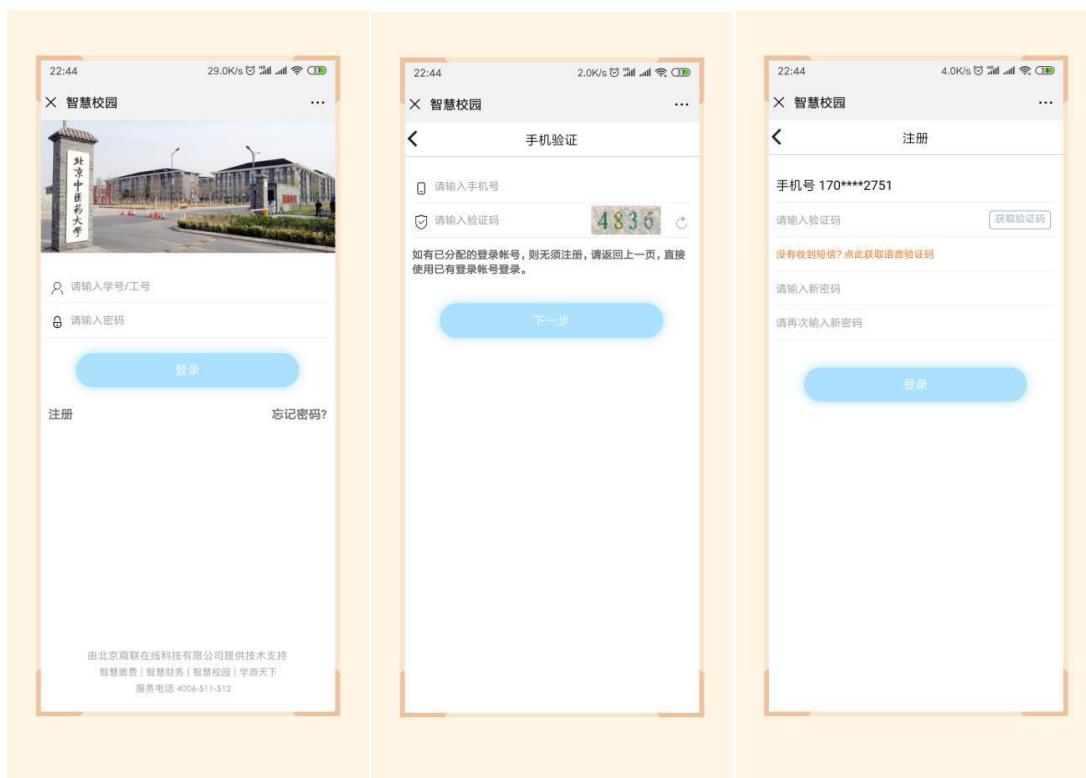 22:44
29.0K/s
智慧校园
北京中医药大学
请输入学号/工号
请输入密码
登录
注册
忘记密码?
由北京商联在线科技有限公司提供技术支持
智慧缴费|智慧财务|智慧校园|学游天下
服务电话 4006-511-512
22:44
2.0K/s
智慧校园
手机验证
请输入手机号
请输入验证码
4836
如有已分配的登录帐号，则无须注册，请返回上一页，直接
使用已有登录帐号登录。
下一步
22:44
4.0K/s
智慧校园
注册
手机号 170****2751
请输入验证码
获取验证码
没有收到短信? 点此获取语音验证码
请输入新密码
请再次输入新密码
登录